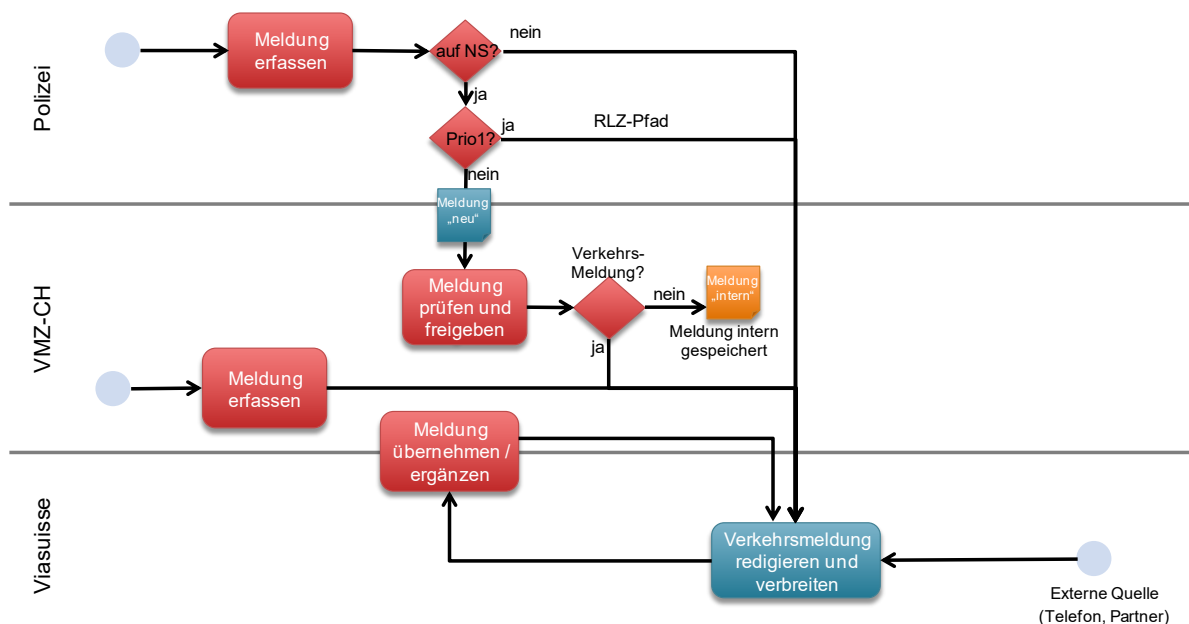 Polizei
Meldung
erfassen
auf NS?
nein
ja
Prio1?
ja
RLZ-Pfad
nein
Meldung
„neu“
VMZ-CH
Meldung
prüfen und
freigeben
Verkehrs-
Meldung?
nein
ja
Meldung
„intern“
Meldung intern
gespeichert
Meldung
erfassen
Meldung
übernehmen /
ergänzen
Viasuisse
Verkehrsmeldung
redigieren und
verbreiten
Externe Quelle
(Telefon, Partner)